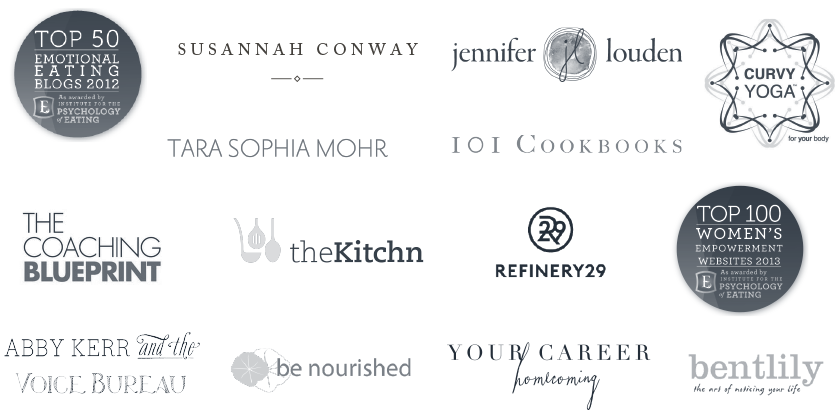 TOP 50
EMOTIONAL
EATING
BLOGS 2012
As awarded by
E
INSTITUTE FOR THE
PSYCHOLOGY
of EATING
SUSANNAH CONWAY
jennifer jl louden
CURVY
YOGA™
for your body
TARA SOPHIA MOHR
101 COOKBOOKS
THE
COACHING
BLUEPRINT
theKitchn
29
REFINERY29
TOP 100
WOMEN'S
EMPOWERMENT
WEBSITES 2013
As awarded by
E
INSTITUTE FOR THE
PSYCHOLOGY
of EATING
ABBY KERR and the
VOICE BUREAU
be nourished
YOUR CAREER
homecoming
bentlily
the art of noticing your life